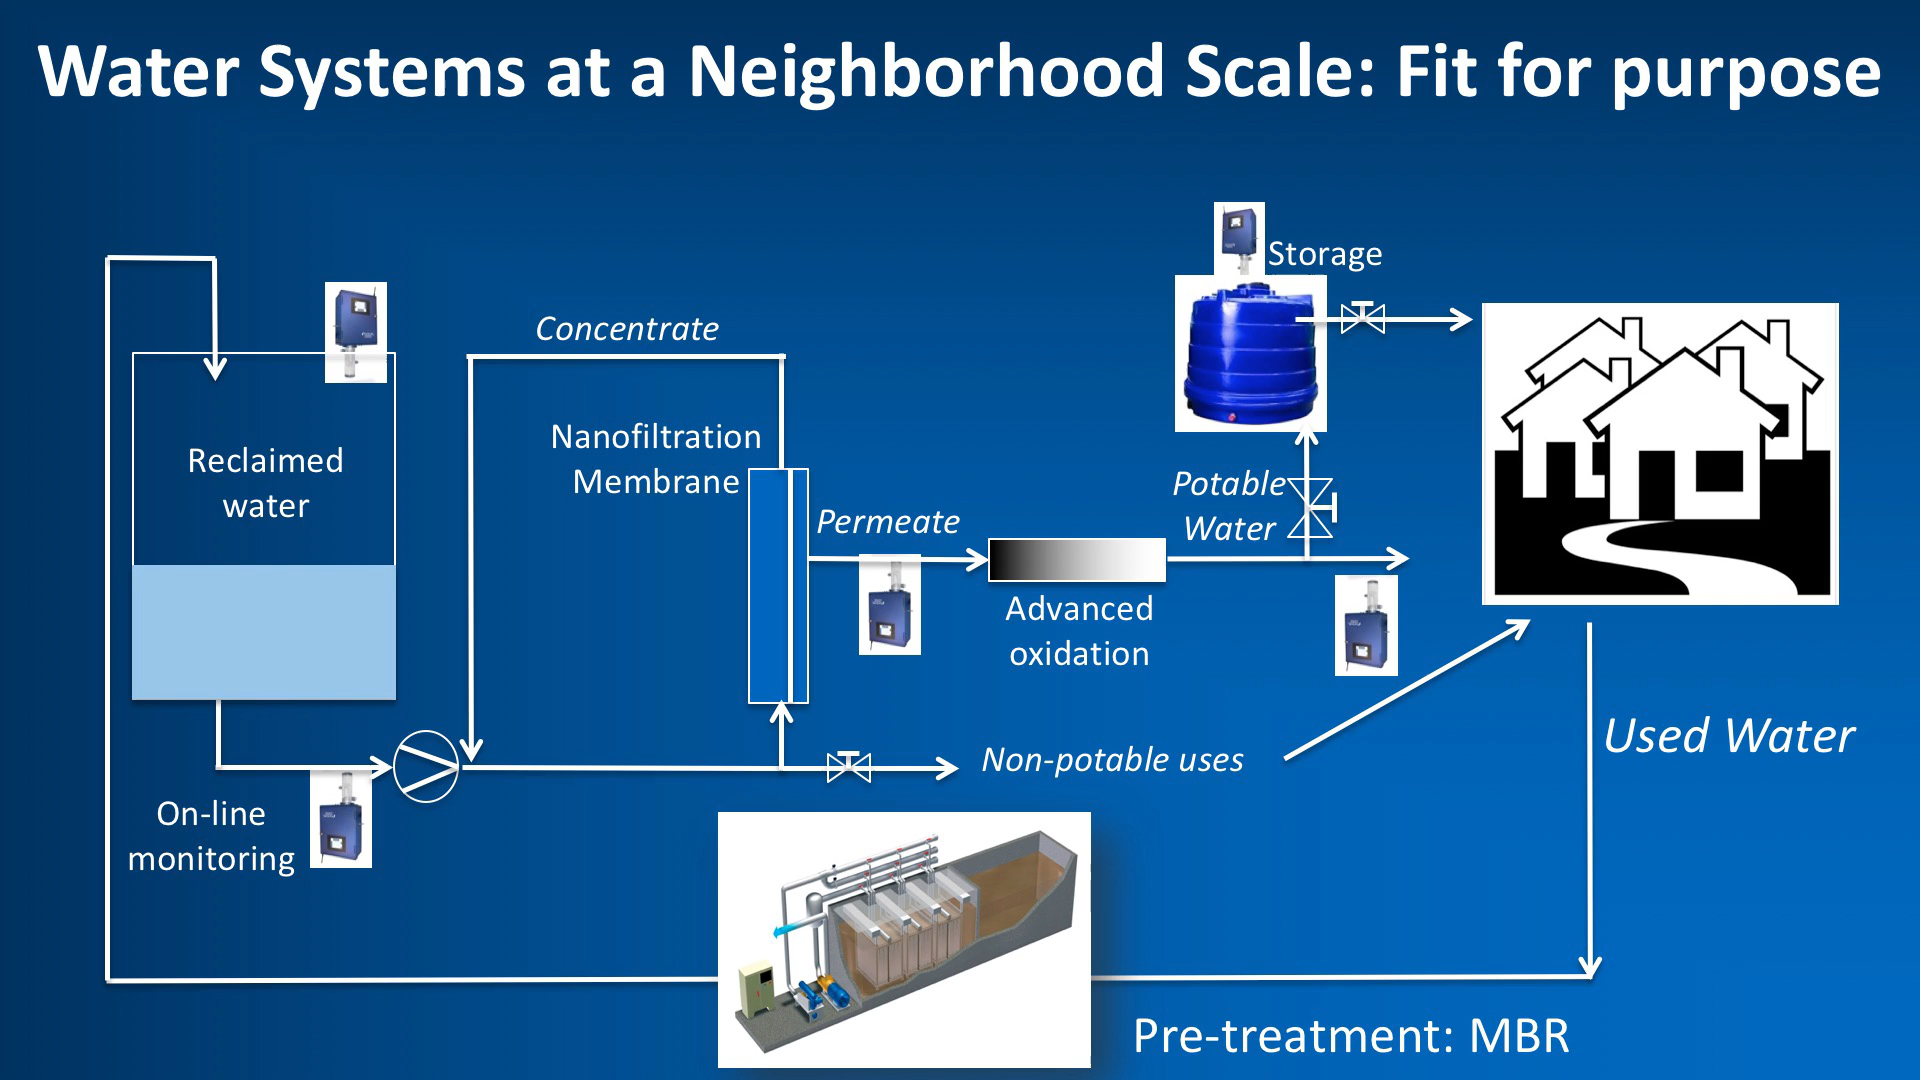 Water Systems at a Neighborhood Scale: Fit for purpose
Storage
Concentrate
Nanofiltration
Membrane
Reclaimed
water
Permeate
Potable
Water
Advanced
oxidation
Used Water
Non-potable uses
On-line
monitoring
Pre-treatment: MBR